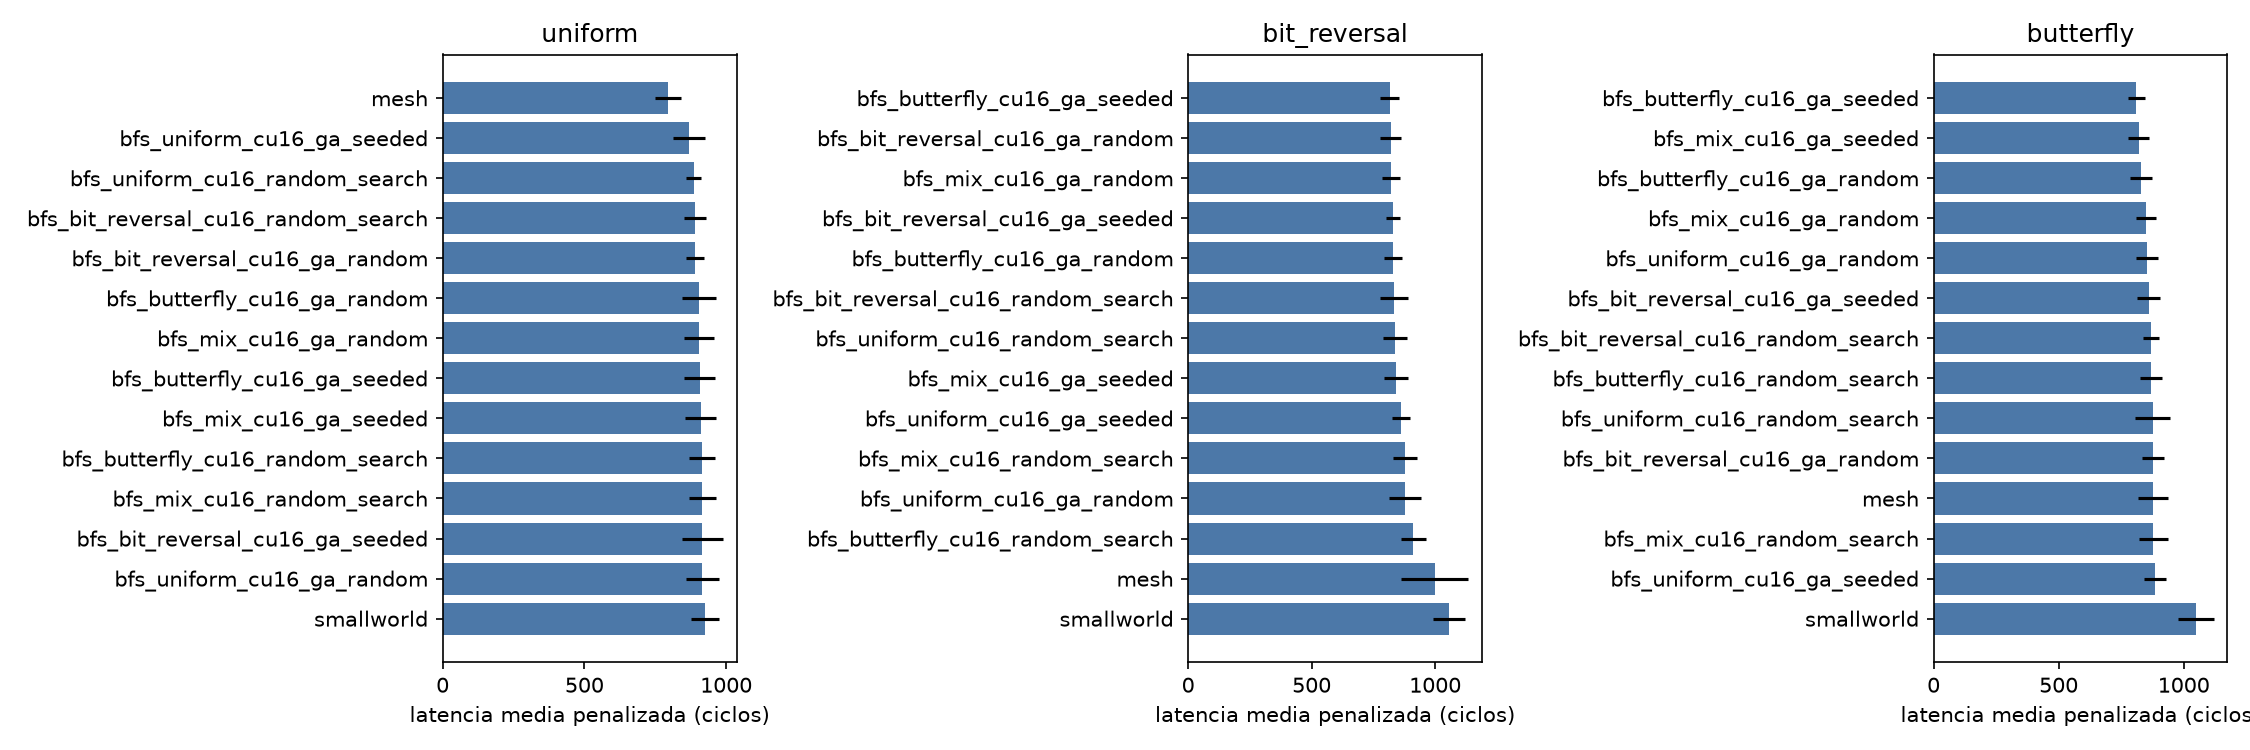 uniform
mesh
bfs_uniform_cu16_ga_seeded
bfs_uniform_cu16_random_search
bfs_bit_reversal_cu16_random_search
bfs_bit_reversal_cu16_ga_random
bfs_butterfly_cu16_ga_random
bfs_mix_cu16_ga_random
bfs_butterfly_cu16_ga_seeded
bfs_mix_cu16_ga_seeded
bfs_butterfly_cu16_random_search
bfs_mix_cu16_random_search
bfs_bit_reversal_cu16_ga_seeded
bfs_uniform_cu16_ga_random
smallworld
0 500 1000
latencia media penalizada (ciclos)
bit_reversal
bfs_butterfly_cu16_ga_seeded
bfs_bit_reversal_cu16_ga_random
bfs_mix_cu16_ga_random
bfs_bit_reversal_cu16_ga_seeded
bfs_butterfly_cu16_ga_random
bfs_bit_reversal_cu16_random_search
bfs_uniform_cu16_random_search
bfs_mix_cu16_ga_seeded
bfs_uniform_cu16_ga_seeded
bfs_mix_cu16_random_search
bfs_uniform_cu16_ga_random
bfs_butterfly_cu16_random_search
mesh
smallworld
0 500 1000
latencia media penalizada (ciclos)
butterfly
bfs_butterfly_cu16_ga_seeded
bfs_mix_cu16_ga_seeded
bfs_butterfly_cu16_ga_random
bfs_mix_cu16_ga_random
bfs_uniform_cu16_ga_random
bfs_bit_reversal_cu16_ga_seeded
bfs_bit_reversal_cu16_random_search
bfs_butterfly_cu16_random_search
bfs_uniform_cu16_random_search
bfs_bit_reversal_cu16_ga_random
mesh
bfs_mix_cu16_random_search
bfs_uniform_cu16_ga_seeded
smallworld
0 500 1000
latencia media penalizada (ciclos